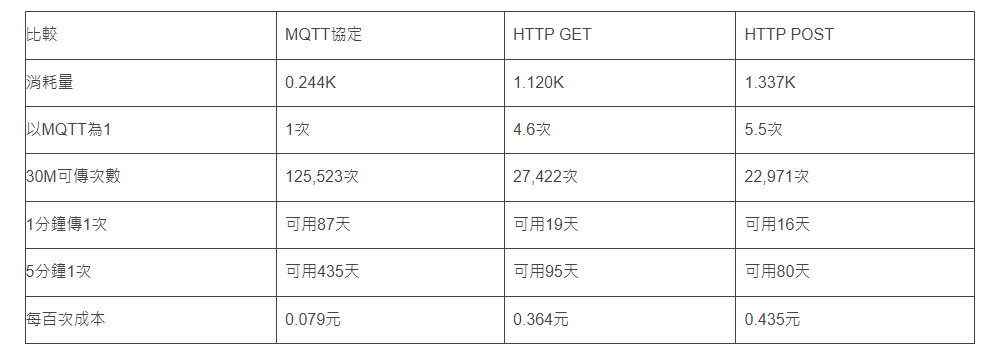 比較 MQTT協定 HTTP GET HTTP POST
消耗量 0.244K 1.120K 1.337K
以MQTT為1 1次 4.6次 5.5次
30M可傳次數 125,523次 27,422次 22,971次
1分鐘傳1次 可用87天 可用19天 可用16天
5分鐘1次 可用435天 可用95天 可用80天
每百次成本 0.079元 0.364元 0.435元